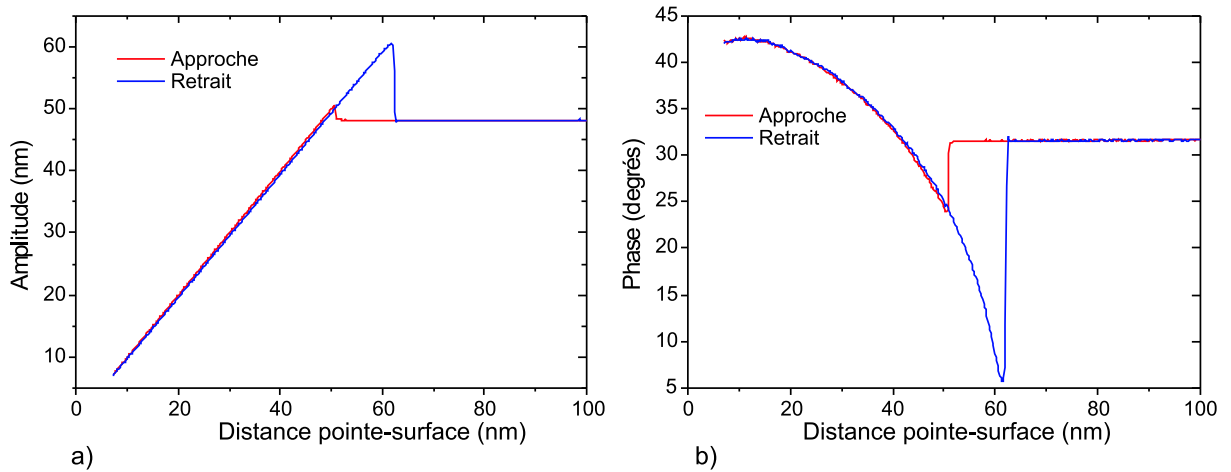 60
50
40
30
20
10
Amplitude (nm)
Approche
Retrait
0 20 40 60 80 100
Distance pointe-surface (nm)
a)
45
40
35
30
25
20
15
10
5
Phase (degrés)
Approche
Retrait
0 20 40 60 80 100
Distance pointe-surface (nm)
b)